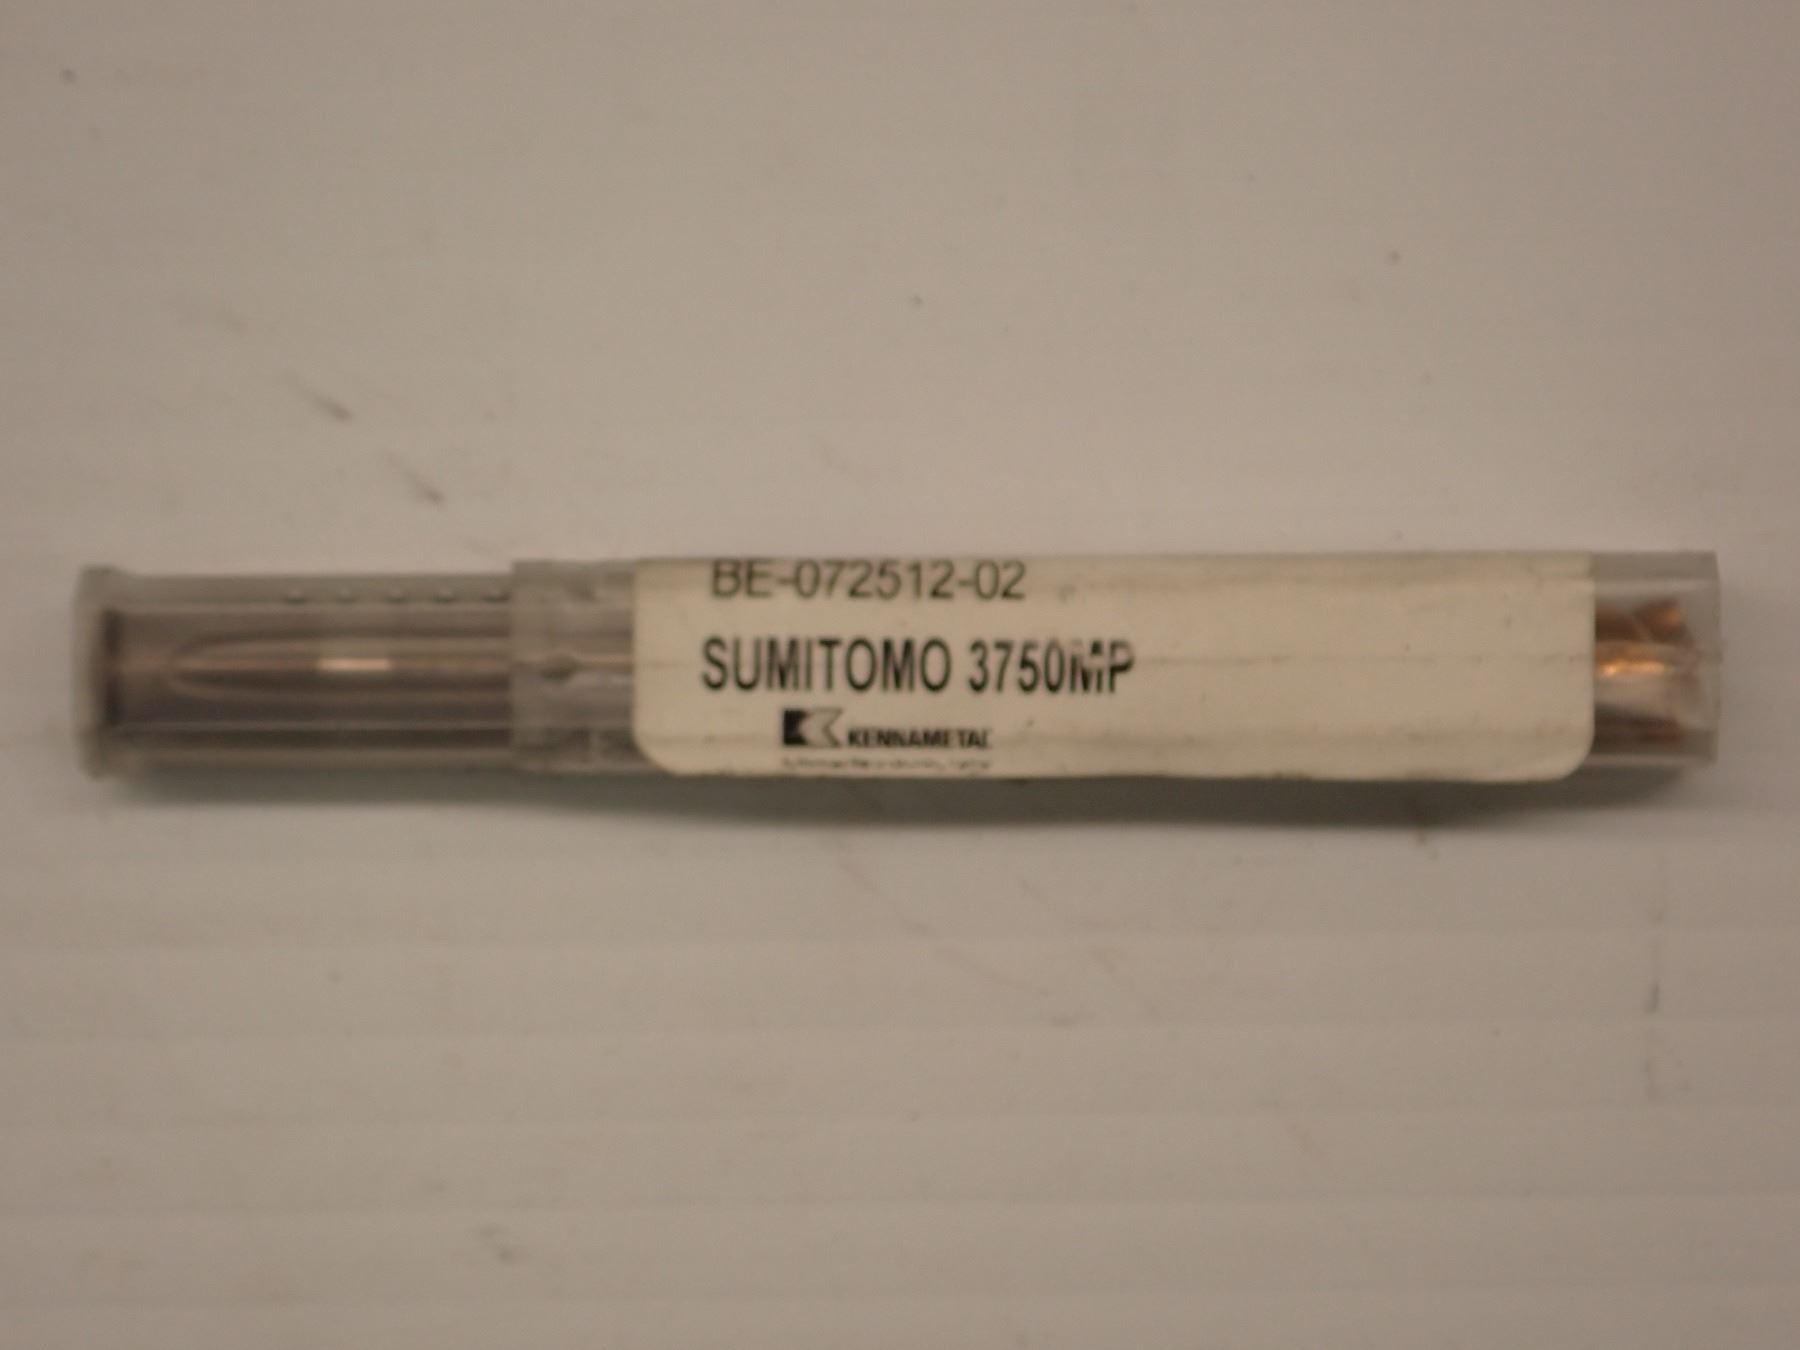 BE-072512-02
SUMITOMO 3750MP
KENNAMETAL